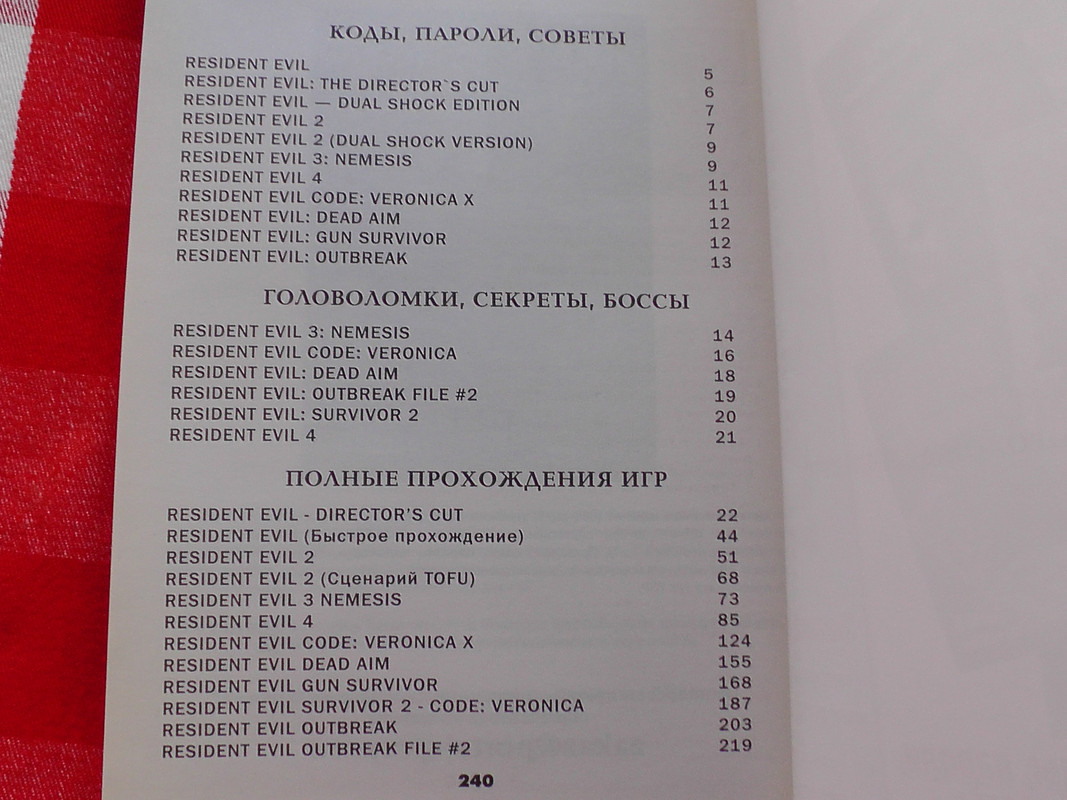 КОДЫ, ПАРОЛИ, СОВЕТЫ
RESIDENT EVIL 5
RESIDENT EVIL: THE DIRECTOR`S CUT 6
RESIDENT EVIL — DUAL SHOCK EDITION 7
RESIDENT EVIL 2 7
RESIDENT EVIL 2 (DUAL SHOCK VERSION) 9
RESIDENT EVIL 3: NEMESIS 9
RESIDENT EVIL 4 11
RESIDENT EVIL CODE: VERONICA X 11
RESIDENT EVIL: DEAD AIM 12
RESIDENT EVIL: GUN SURVIVOR 12
RESIDENT EVIL: OUTBREAK 13
ГОЛОВОЛОМКИ, СЕКРЕТЫ, БОССЫ
RESIDENT EVIL 3: NEMESIS 14
RESIDENT EVIL CODE: VERONICA 16
RESIDENT EVIL: DEAD AIM 18
RESIDENT EVIL: OUTBREAK FILE #2 19
RESIDENT EVIL: SURVIVOR 2 20
RESIDENT EVIL 4 21
ПОЛНЫЕ ПРОХОЖДЕНИЯ ИГР
RESIDENT EVIL - DIRECTOR'S CUT 22
RESIDENT EVIL (Быстрое прохождение) 44
RESIDENT EVIL 2 51
RESIDENT EVIL 2 (Сценарий TOFU) 68
RESIDENT EVIL 3 NEMESIS 73
RESIDENT EVIL 4 85
RESIDENT EVIL CODE: VERONICA X 124
RESIDENT EVIL DEAD AIM 155
RESIDENT EVIL GUN SURVIVOR 168
RESIDENT EVIL SURVIVOR 2 - CODE: VERONICA 187
RESIDENT EVIL OUTBREAK 203
RESIDENT EVIL OUTBREAK FILE #2 219
240